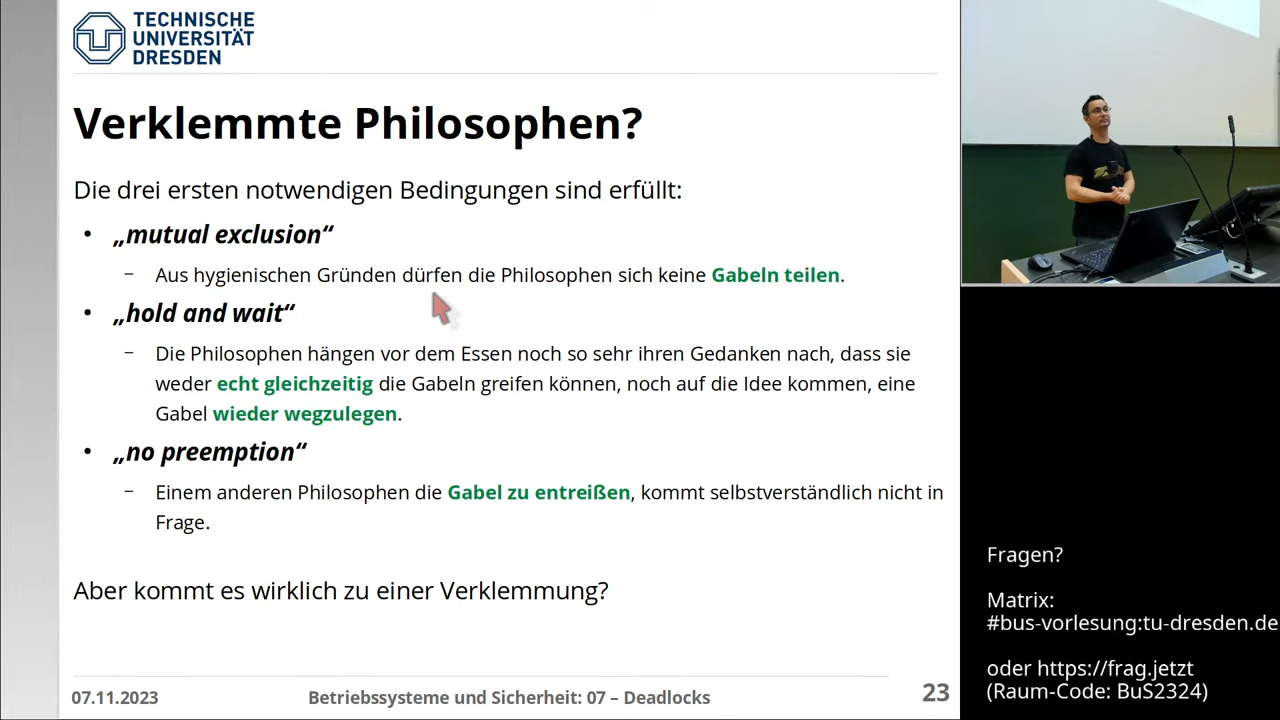 TECHNISCHE
UNIVERSITÄT
DRESDEN
Verklemmte Philosophen?
Die drei ersten notwendigen Bedingungen sind erfüllt:
• „mutual exclusion“
– Aus hygienischen Gründen dürfen die Philosophen sich keine Gabeln teilen.
• „hold and wait“
– Die Philosophen hängen vor dem Essen noch so sehr ihren Gedanken nach, dass sie
weder echt gleichzeitig die Gabeln greifen können, noch auf die Idee kommen, eine
Gabel wieder wegzulegen.
• „no preemption“
– Einem anderen Philosophen die Gabel zu entreißen, kommt selbstverständlich nicht in
Frage.
Aber kommt es wirklich zu einer Verklemmung?
07.11.2023 Betriebssysteme und Sicherheit: 07 – Deadlocks 23
Fragen?
Matrix:
#bus-vorlesung:tu-dresden.de
oder https://frag.jetzt
(Raum-Code: BuS2324)